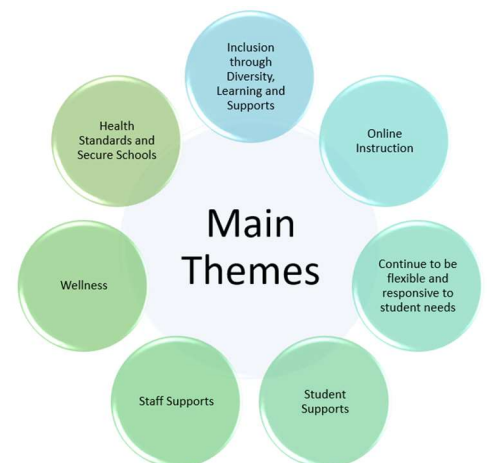 Main
Themes
Inclusion
through
Diversity,
Learning and
Supports
Online
Instruction
Continue to be
flexible and
responsive to
student needs
Student
Supports
Staff Supports
Wellness
Health
Standards and
Secure Schools